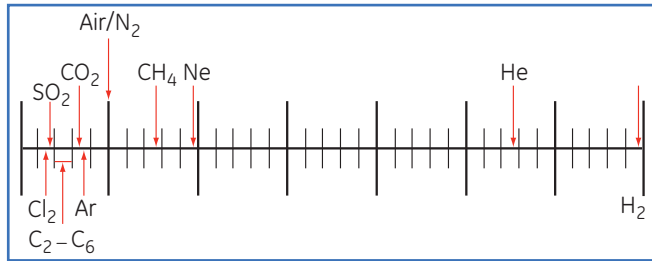 Air/N₂
CO₂ CH₄ Ne He
SO₂
Cl₂ Ar H₂
C₂ – C₆